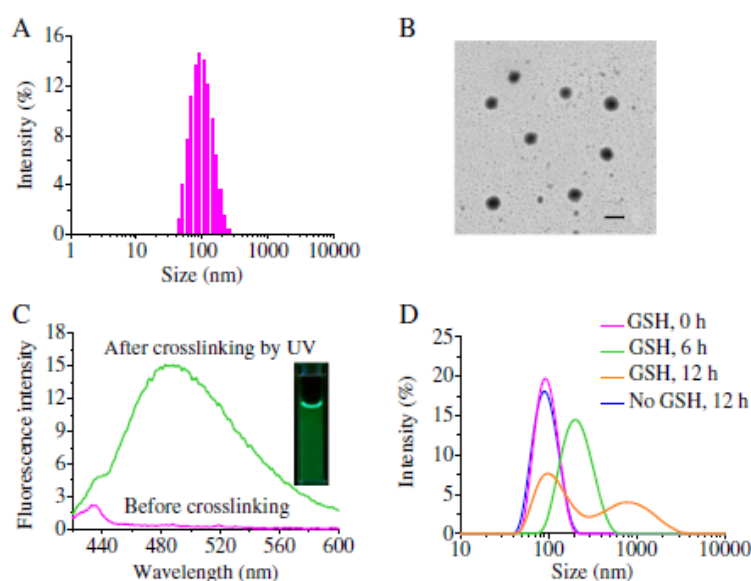 A
16
12
8
4
0
Intensity (%)
1 10 100 1000 10000
Size (nm)
B
C
18
15
12
9
6
3
0
Fluorescence intensity
After crosslinking by UV
Before crosslinking
440 480 520 560 600
Wavelength (nm)
D
GSH, 0 h
GSH, 6 h
GSH, 12 h
No GSH, 12 h
25
20
15
10
5
0
Intensity (%)
10 100 1000 10000
Size (nm)